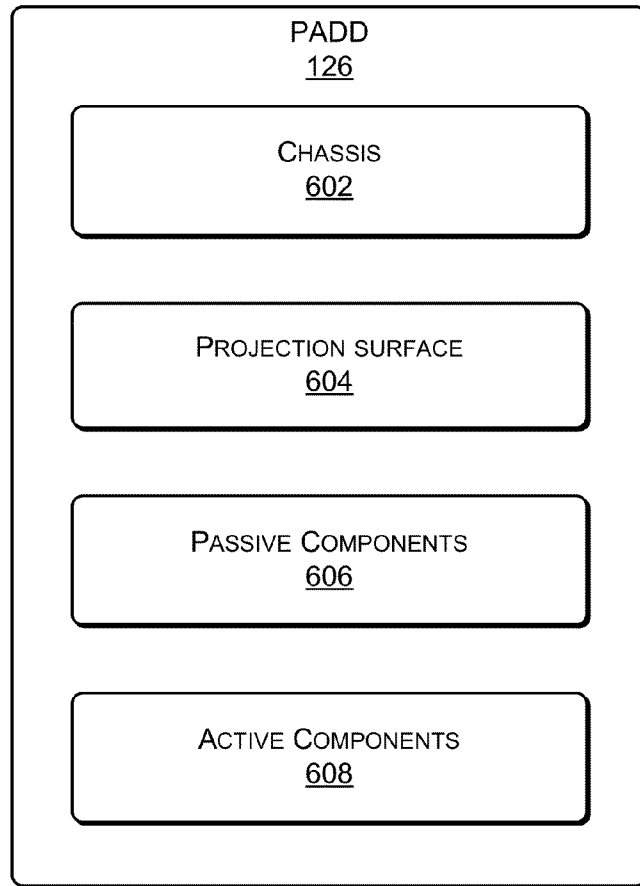 PADD
126
CHASSIS
602
PROJECTION SURFACE
604
PASSIVE COMPONENTS
606
ACTIVE COMPONENTS
608